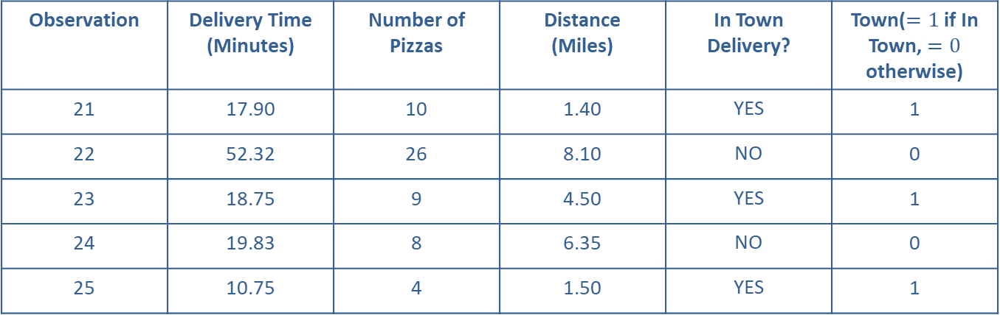 Observation Delivery Time (Minutes) Number of Pizzas Distance (Miles) In Town Delivery? Town(= 1 if In Town, = 0 otherwise)
21 17.90 10 1.40 YES 1
22 52.32 26 8.10 NO 0
23 18.75 9 4.50 YES 1
24 19.83 8 6.35 NO 0
25 10.75 4 1.50 YES 1